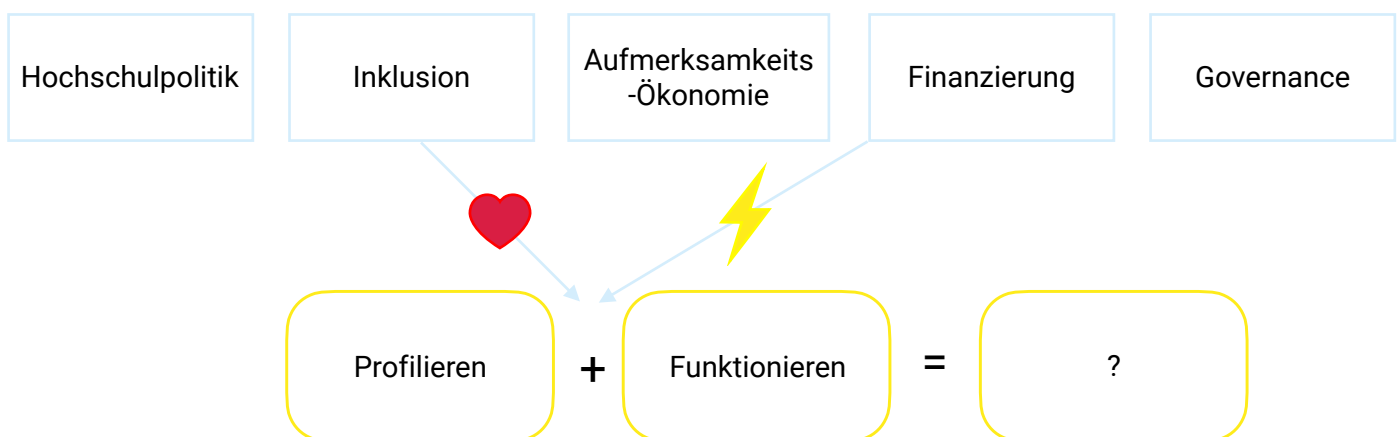 Hochschulpolitik
Inklusion
Aufmerksamkeits
-Ökonomie
Finanzierung
Governance
Profilieren
+
Funktionieren
=
?